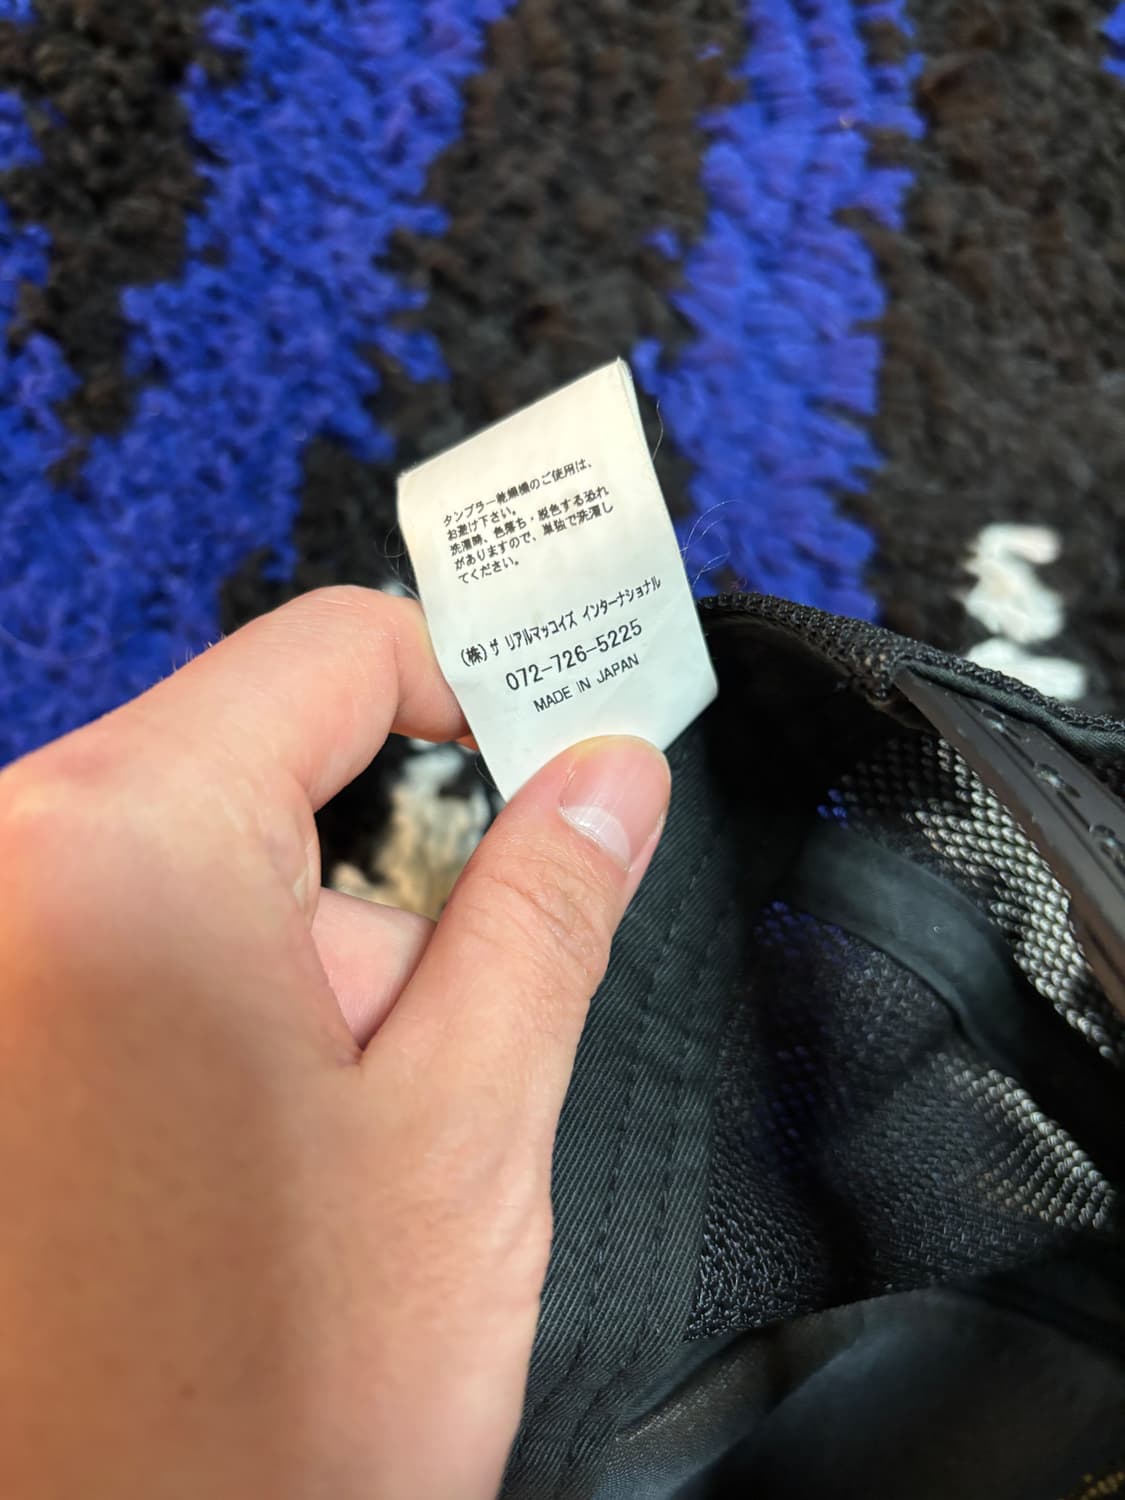 タンブラー乾燥機のご使用は、
お避け下さい。
洗濯時、色落ち・脱色する恐れ
がありますので、単独で洗濯し
てください。
(株)ザ リアルマッコイズ インターナショナル
072-726-5225
MADE IN JAPAN